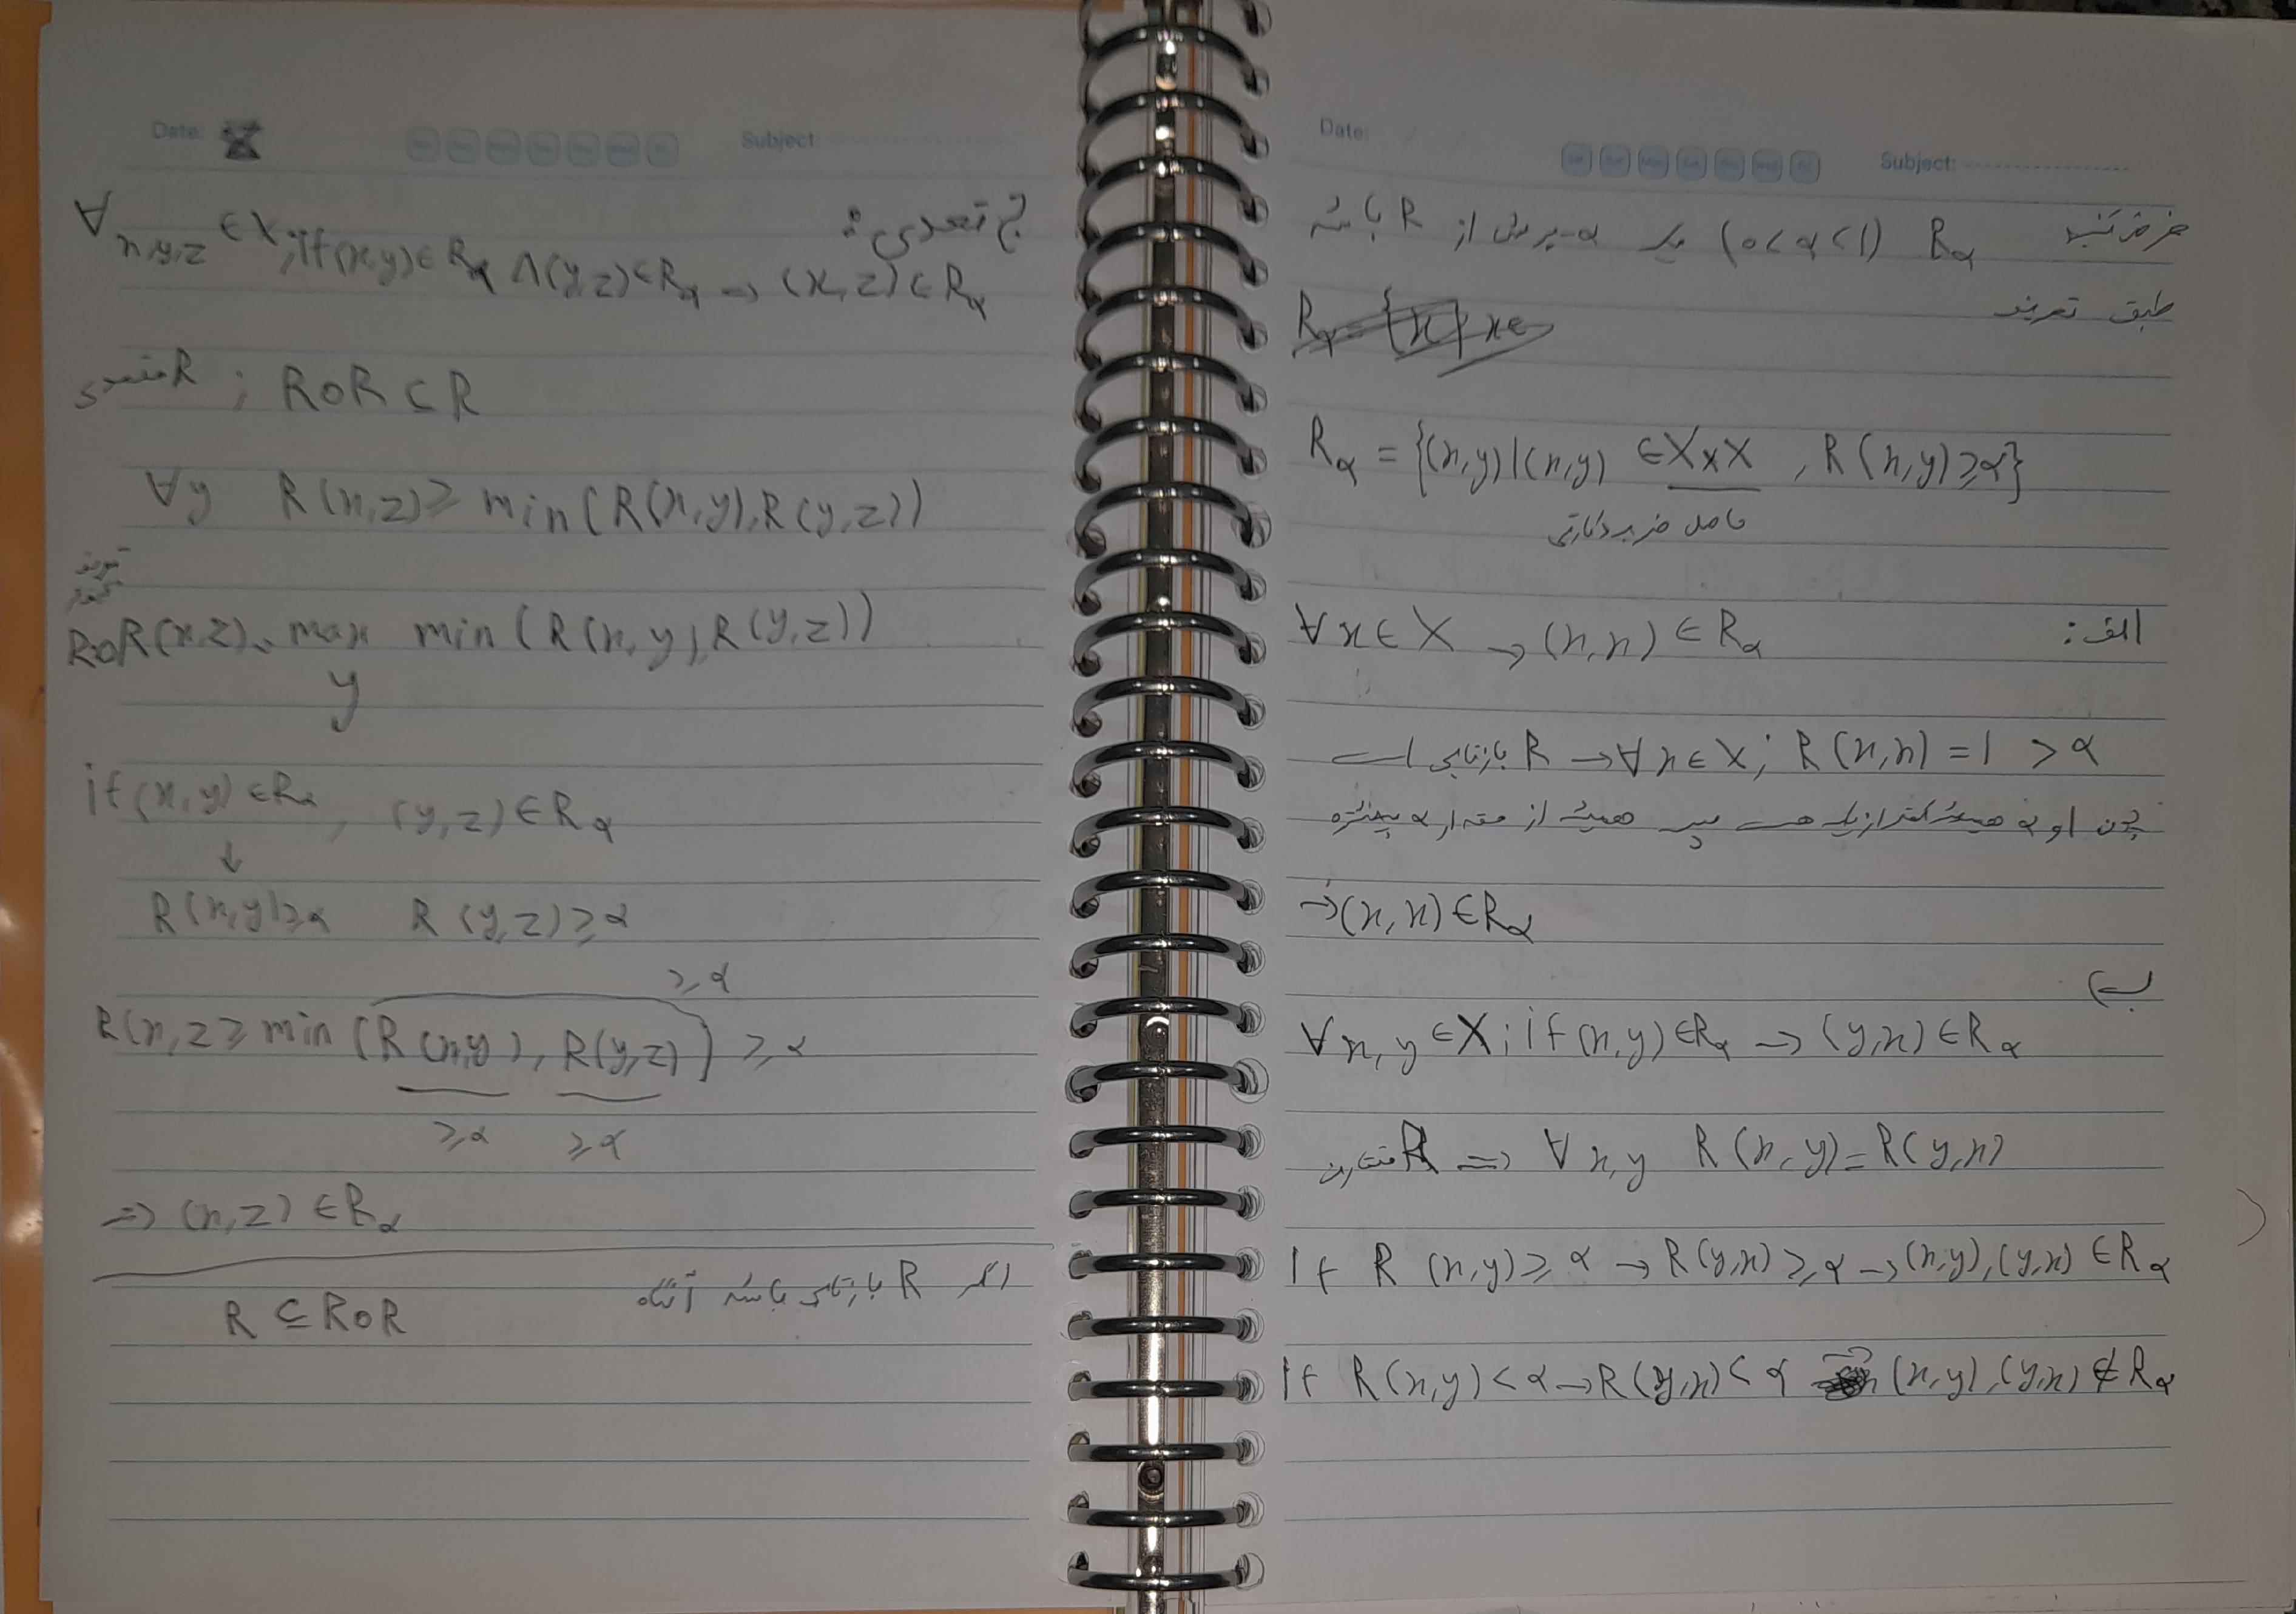 Date:
Subject:
فرض کنید Rα (0<α<1) یک α-برش از R باشد
طبق تعریف
Rα = {(x,y)|(x,y) ∈ X×X , R(x,y)≥α}
حاصل ضرب دکارتی
الف:
∀x∈X → (x,x) ∈ Rα
R بازتابی است → ∀x∈X; R(x,x) = 1 > α
چون α همیشه کمتر از یک هست پس همیشه از مقدار α بیشتره
→(x,x)∈Rα
ب)
∀x,y ∈X; if (x,y)∈Rα → (y,x)∈Rα
R متقارن => ∀x,y R(x,y)=R(y,x)
If R(x,y)≥α → R(y,x)≥α → (x,y),(y,x)∈Rα
If R(x,y)<α → R(y,x)<α → (x,y),(y,x)∉Rα
Date:
Subject:
ج) تعدی:
∀x,y,z ∈X; if (x,y)∈Rα ∧ (y,z)∈Rα → (x,z)∈Rα
R متعدی ; RoR ⊆ R
∀y R(x,z)≥ min(R(x,y),R(y,z))
RoR(x,z)= max min(R(x,y),R(y,z))
y
if (x,y)∈Rα , (y,z)∈Rα
↓
R(x,y)≥α R(y,z)≥α
≥α
R(x,z ≥ min(R(x,y),R(y,z)) ≥α
≥α ≥α
=> (x,z)∈Rα
اگر R بازتابی باشد آنگاه
R ⊆ RoR